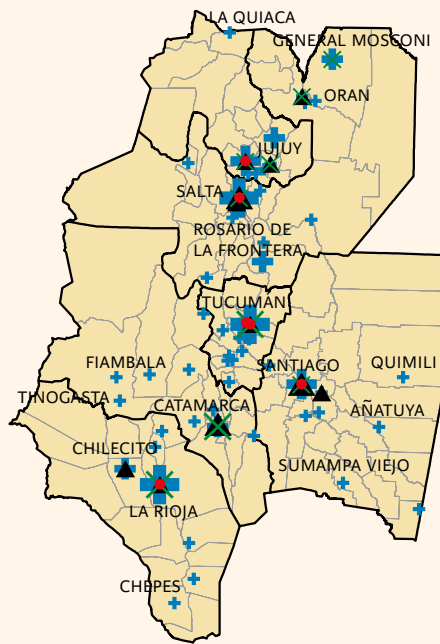 LA QUIACA
GENERAL MOSCONI
ORAN
JUJUY
SALTA
ROSARIO DE
LA FRONTERA
TUCUMÁN
FIAMBALA
SANTIAGO
QUIMILI
TINOGASTA
CATAMARCA
AÑATUYA
CHILECITO
SUMAMPA VIEJO
LA RIOJA
CHEPES